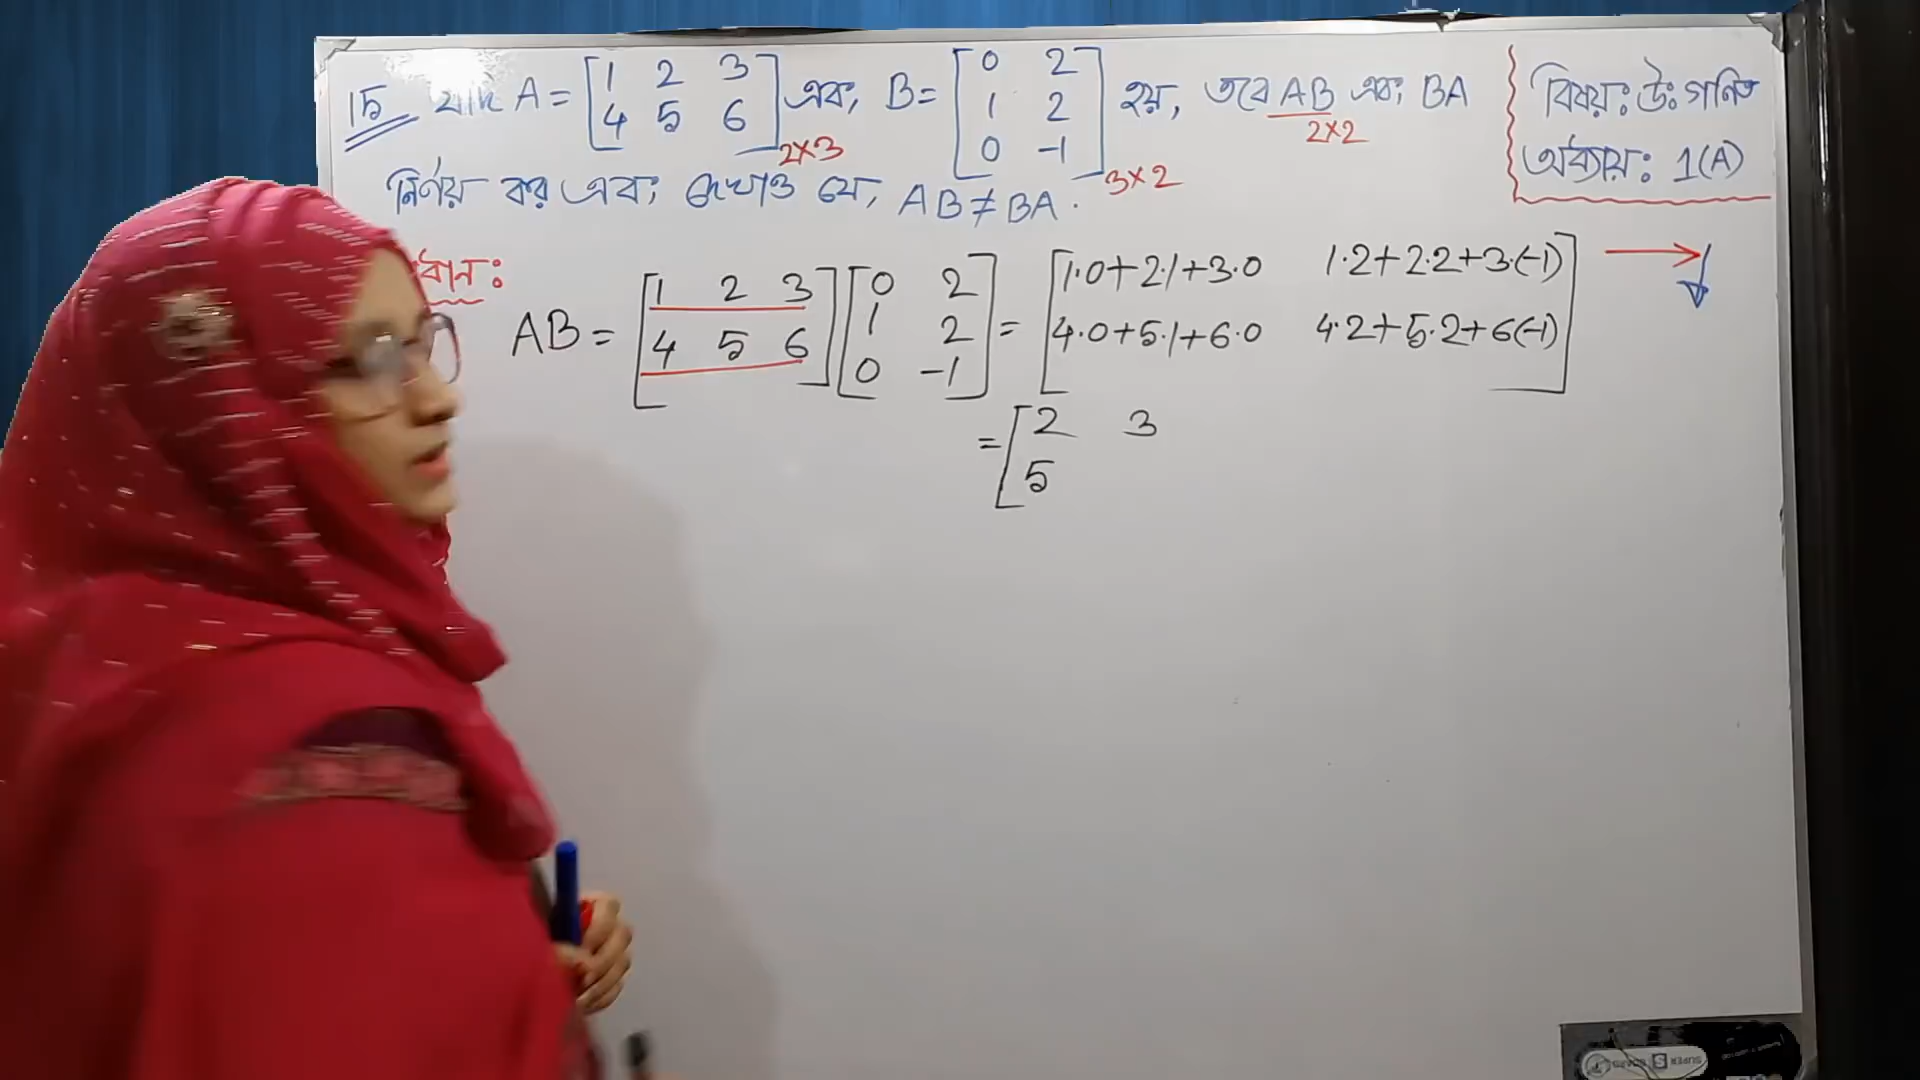 15 যদি A = [1 2 3 4 5 6] 2×3 এবং B = [0 2 1 2 0 -1] 3×2 হয়, তবে AB 2×2 এবং BA
নির্ণয় কর এবং দেখাও যে, AB ≠ BA.
বিষয়ঃ উঃ গনিত
অধ্যায়ঃ 1(A)
ধানঃ
AB = [1 2 3 4 5 6] [0 2 1 2 0 -1] = [1·0+2·1+3·0 1·2+2·2+3·(-1) 4·0+5·1+6·0 4·2+5·2+6(-1)]
= [2 3
5